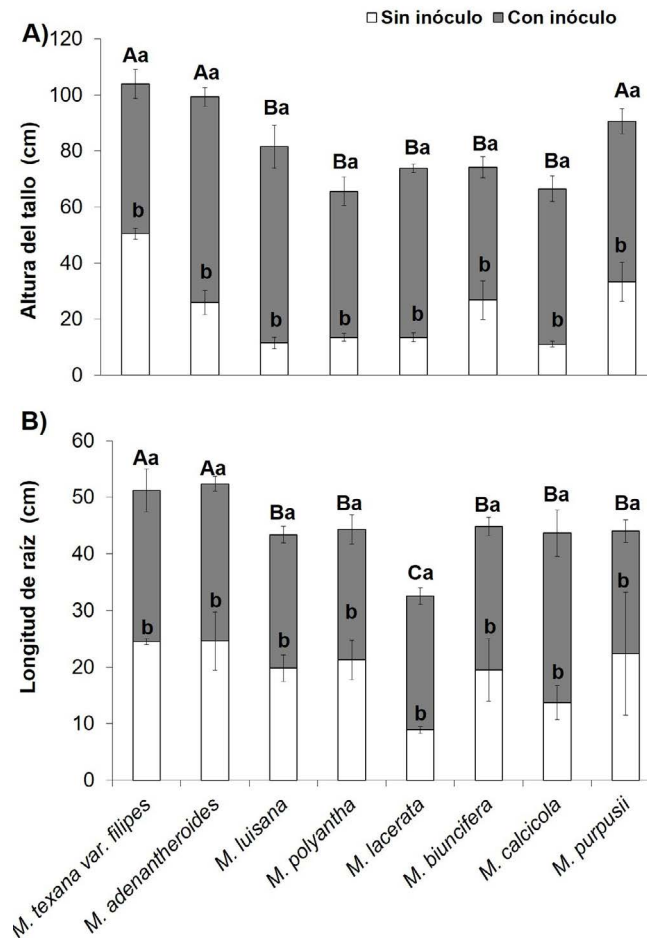 Sin inóculo Con inóculo
A)
Altura del tallo (cm)
120
100
80
60
40
20
0
Aa Aa Ba Ba Ba Ba Ba Aa
b b b b b b b b
B)
Longitud de raíz (cm)
60
50
40
30
20
10
0
Aa Aa Ba Ba Ca Ba Ba Ba
b b b b b b b b
M. texana var. filipes
M. adenantheroides
M. luisana
M. polyantha
M. lacerata
M. biuncifera
M. calcicola
M. purpusii